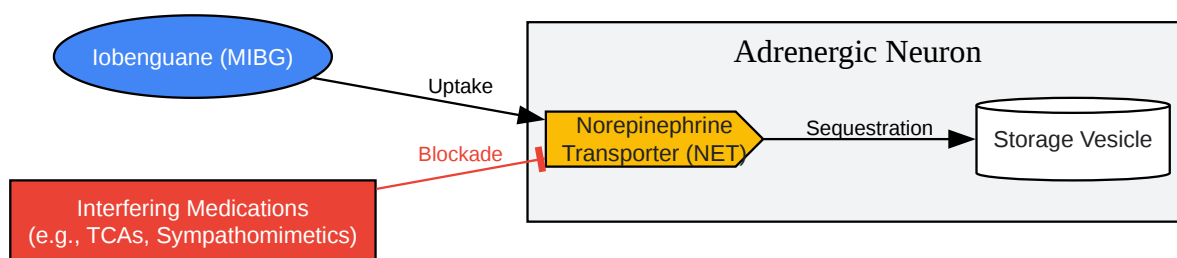 Iobenguane (MIBG)
Adrenergic Neuron
Uptake
Norepinephrine
Transporter (NET)
Sequestration
Storage Vesicle
Blockade
Interfering Medications
(e.g., TCAs, Sympathomimetics)